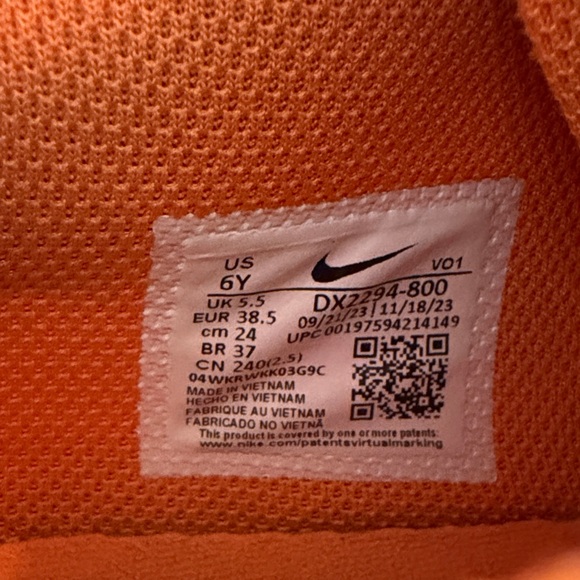 US
6Y
VO1
UK 5.5
DX2294-800
EUR 38.5
09/21/23 | 11/18/23
cm 24
UPC 00197594214149
BR 37
CN 240(2.5)
04WKRWKK03G9C
MADE IN VIETNAM
HECHO EN VIETNAM
FABRIQUE AU VIETNAM
FABRICADO NO VIETNÃ
This product is covered by one or more patents:
www.nike.com/patentsvirtualmarking